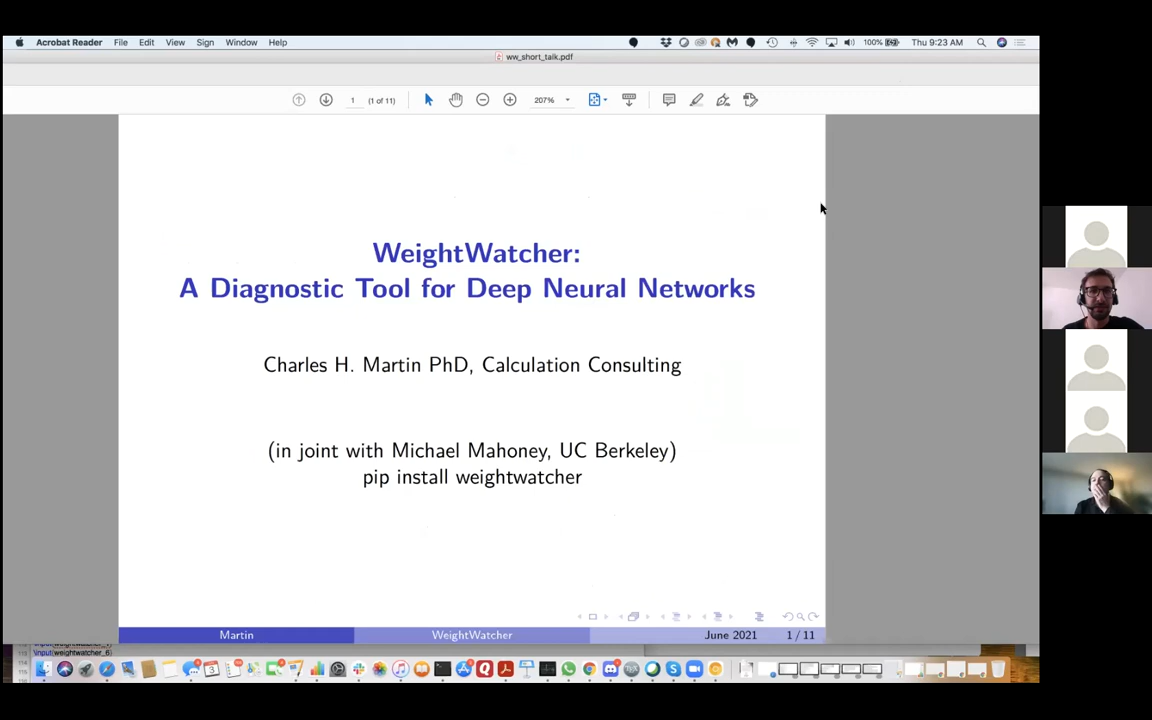 Acrobat Reader File Edit View Sign Window Help 100% Thu 9:23 AM
ww_short_talk.pdf
1 (1 of 11) 207%
WeightWatcher:
A Diagnostic Tool for Deep Neural Networks
Charles H. Martin PhD, Calculation Consulting
(in joint with Michael Mahoney, UC Berkeley)
pip install weightwatcher
Martin WeightWatcher June 2021 1 / 11